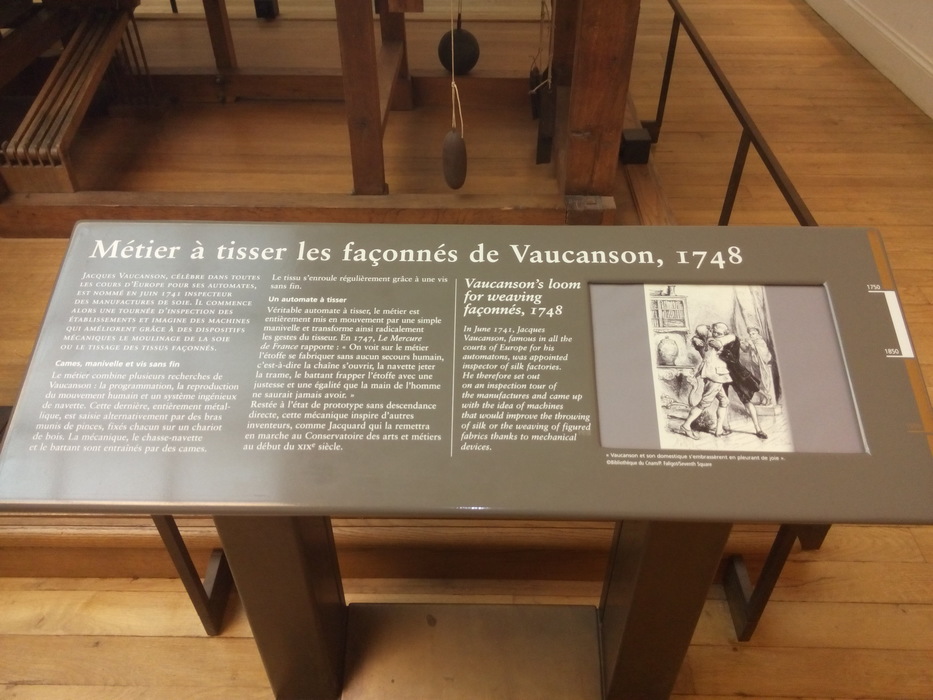 Métier à tisser les façonnés de Vaucanson, 1748
JACQUES VAUCANSON, CÉLÈBRE DANS TOUTES
LES COURS D'EUROPE POUR SES AUTOMATES,
EST NOMMÉ EN JUIN 1741 INSPECTEUR
DES MANUFACTURES DE SOIE. IL COMMENCE
ALORS UNE TOURNÉE D'INSPECTION DES
ÉTABLISSEMENTS ET IMAGINE DES MACHINES
QUI AMÉLIORENT GRÂCE À DES DISPOSITIFS
MÉCANIQUES LE MOULINAGE DE LA SOIE
OU LE TISSAGE DES TISSUS FAÇONNÉS.
Cames, manivelle et vis sans fin
Le métier combine plusieurs recherches de
Vaucanson : la programmation, la reproduction
du mouvement humain et un système ingénieux
de navette. Cette dernière, entièrement métal-
lique, est saisie alternativement par des bras
munis de pinces, fixés chacun sur un chariot
de bois. La mécanique, le chasse-navette
et le battant sont entraînés par des cames.
Le tissu s'enroule régulièrement grâce à une vis
sans fin.
Un automate à tisser
Véritable automate à tisser, le métier est
entièrement mis en mouvement par une simple
manivelle et transforme ainsi radicalement
les gestes du tisseur. En 1747, Le Mercure
de France rapporte : « On voit sur le métier
l'étoffe se fabriquer sans aucun secours humain,
c'est-à-dire la chaîne s'ouvrir, la navette jeter
la trame, le battant frapper l'étoffe avec une
justesse et une égalité que la main de l'homme
ne saurait jamais avoir. »
Restée à l'état de prototype sans descendance
directe, cette mécanique inspire d'autres
inventeurs, comme Jacquard qui la remettra
en marche au Conservatoire des arts et métiers
au début du XIXe siècle.
Vaucanson's loom
for weaving
façonnés, 1748
In June 1741, Jacques
Vaucanson, famous in all the
courts of Europe for his
automatons, was appointed
inspector of silk factories.
He therefore set out
on an inspection tour of
the manufactures and came up
with the idea of machines
that would improve the throwing
of silk or the weaving of figured
fabrics thanks to mechanical
devices.
« Vaucanson et son domestique s'embrassèrent en pleurant de joie ».
©Bibliothèque du Cnam/P. Faligot/Seventh Square
1750
1850